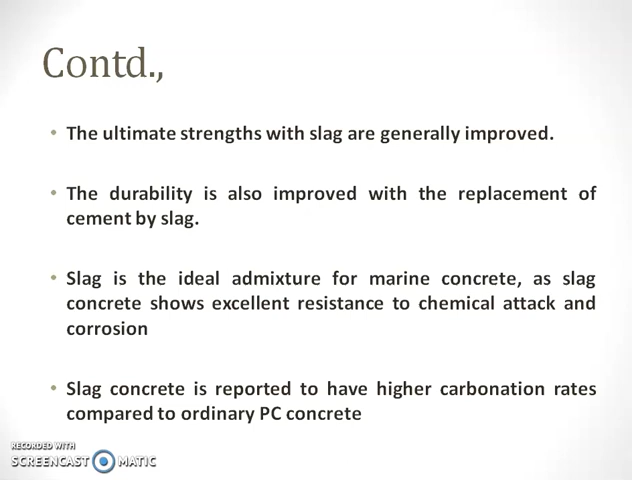 Contd.,
• The ultimate strengths with slag are generally improved.
• The durability is also improved with the replacement of
cement by slag.
• Slag is the ideal admixture for marine concrete, as slag
concrete shows excellent resistance to chemical attack and
corrosion
• Slag concrete is reported to have higher carbonation rates
compared to ordinary PC concrete
RECORDED WITH
SCREENCAST MATIC